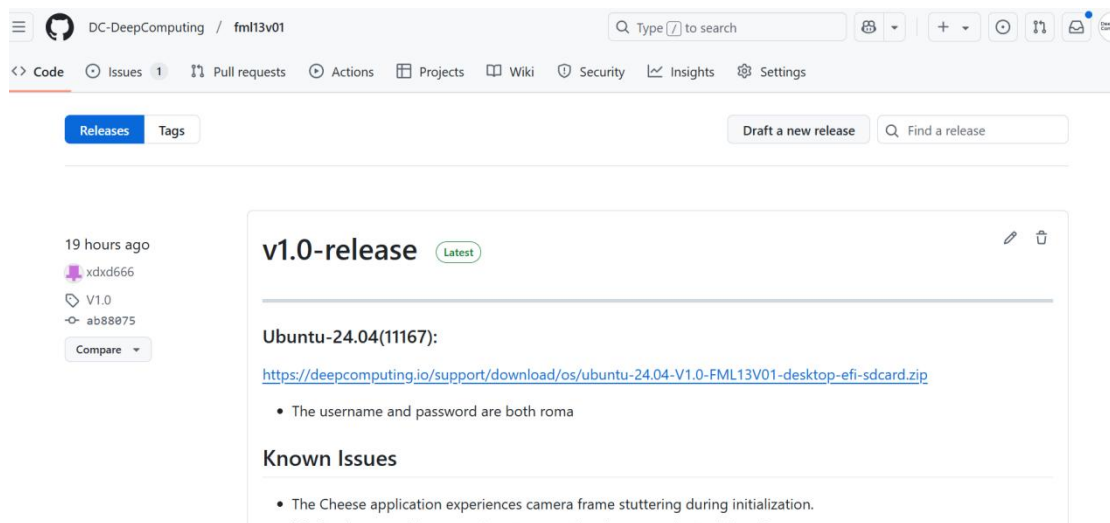 DC-DeepComputing / fml13v01
Type / to search
Code
Issues 1
Pull requests
Actions
Projects
Wiki
Security
Insights
Settings
Releases
Tags
Draft a new release
Find a release
19 hours ago
xdxd666
V1.0
ab88075
Compare
v1.0-release Latest
Ubuntu-24.04(11167):
https://deepcomputing.io/support/download/os/ubuntu-24.04-V1.0-FML13V01-desktop-efi-sdcard.zip
• The username and password are both roma
Known Issues
• The Cheese application experiences camera frame stuttering during initialization.